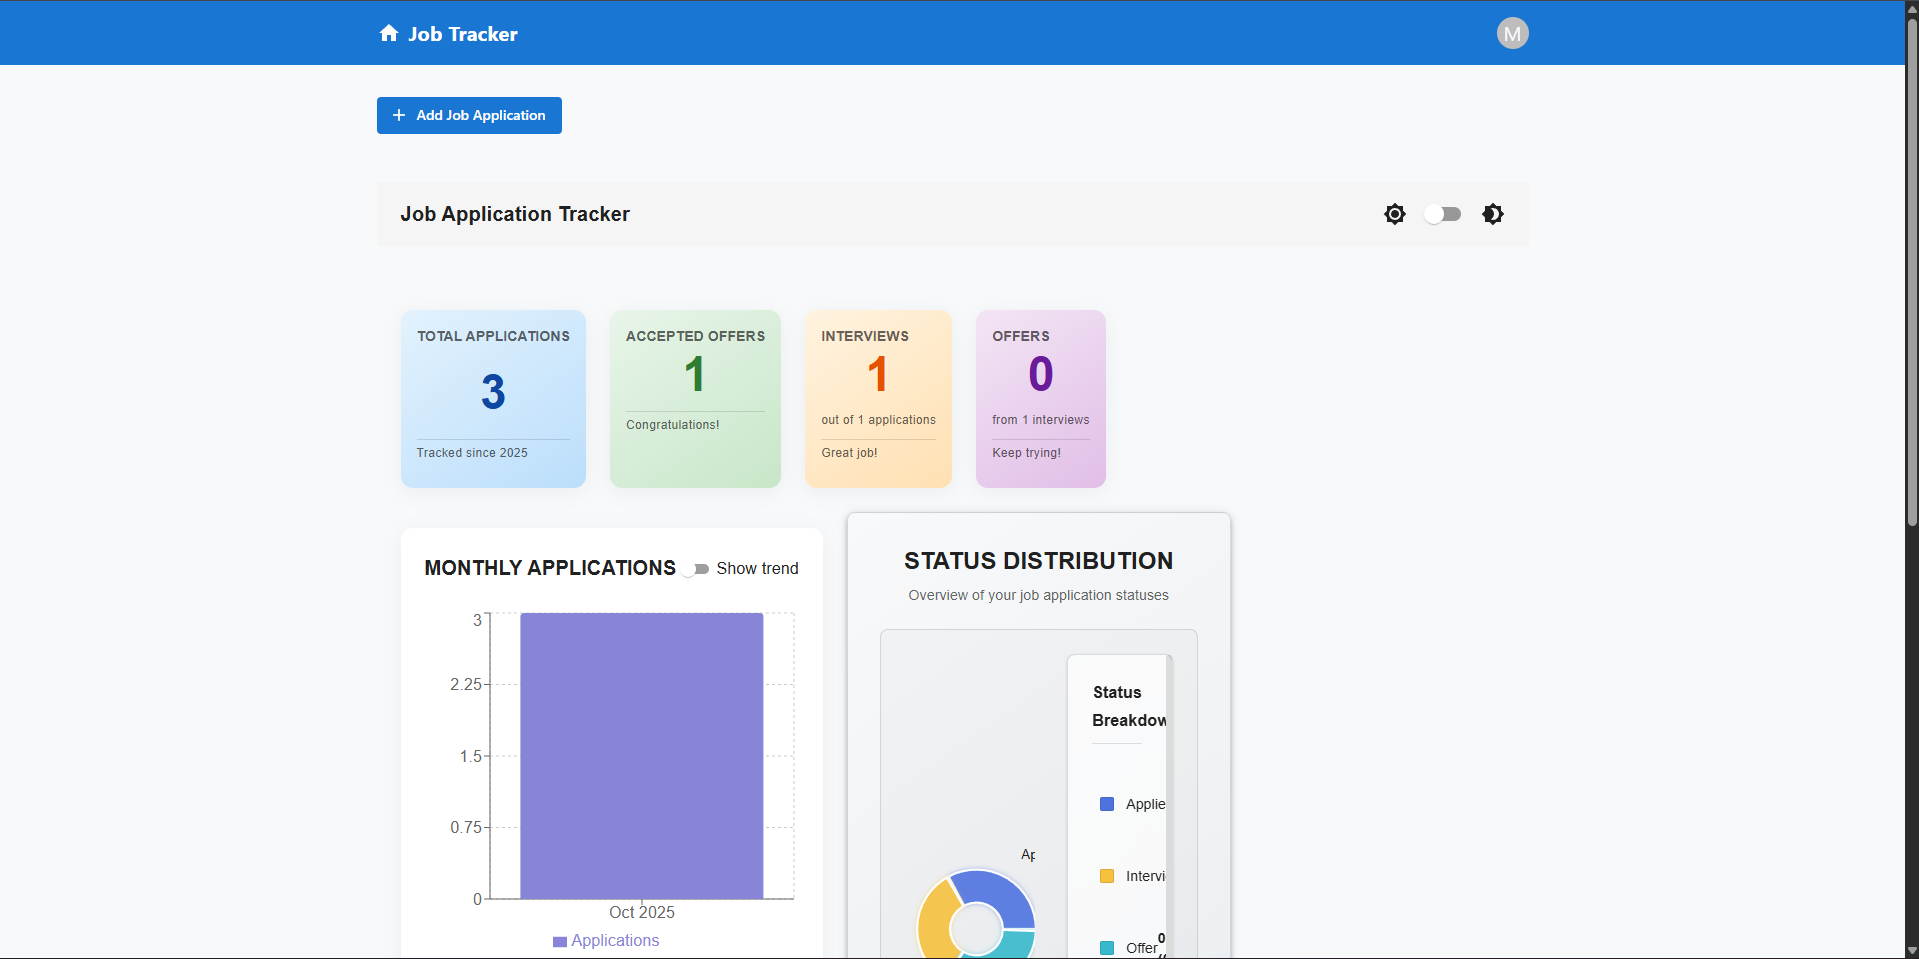 Job Tracker
M
Add Job Application
Job Application Tracker
TOTAL APPLICATIONS
3
Tracked since 2025
ACCEPTED OFFERS
1
Congratulations!
INTERVIEWS
1
out of 1 applications
Great job!
OFFERS
0
from 1 interviews
Keep trying!
MONTHLY APPLICATIONS
Show trend
3
2.25
1.5
0.75
0
Oct 2025
Applications
STATUS DISTRIBUTION
Overview of your job application statuses
Ap
Status
Breakdow
Applie
Intervi
Offer
0